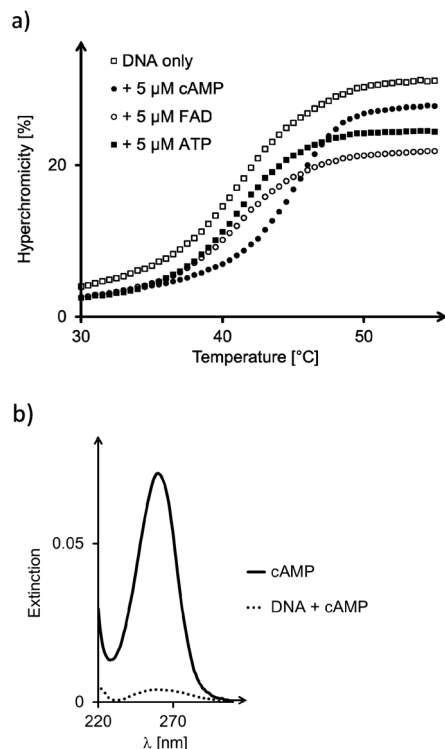 a)
DNA only
+ 5 µM cAMP
+ 5 µM FAD
+ 5 µM ATP
Hyperchromicity [%]
20
0
30
40
50
Temperature [°C]
b)
Extinction
0.05
0
cAMP
DNA + cAMP
220
270
λ [nm]